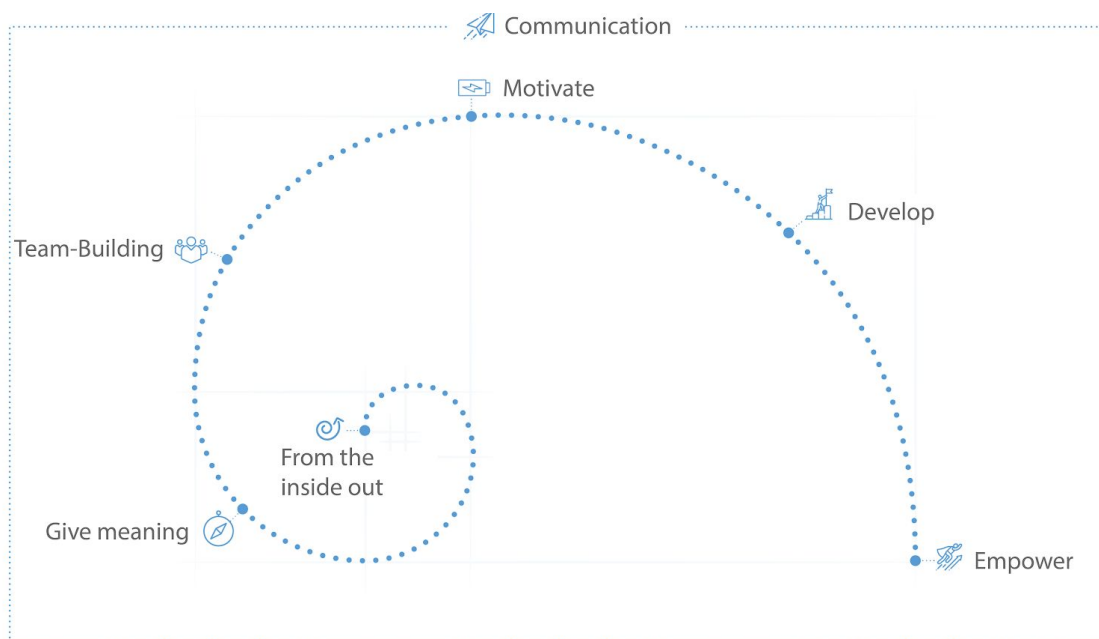 Communication
Motivate
Develop
Team-Building
From the
inside out
Give meaning
Empower